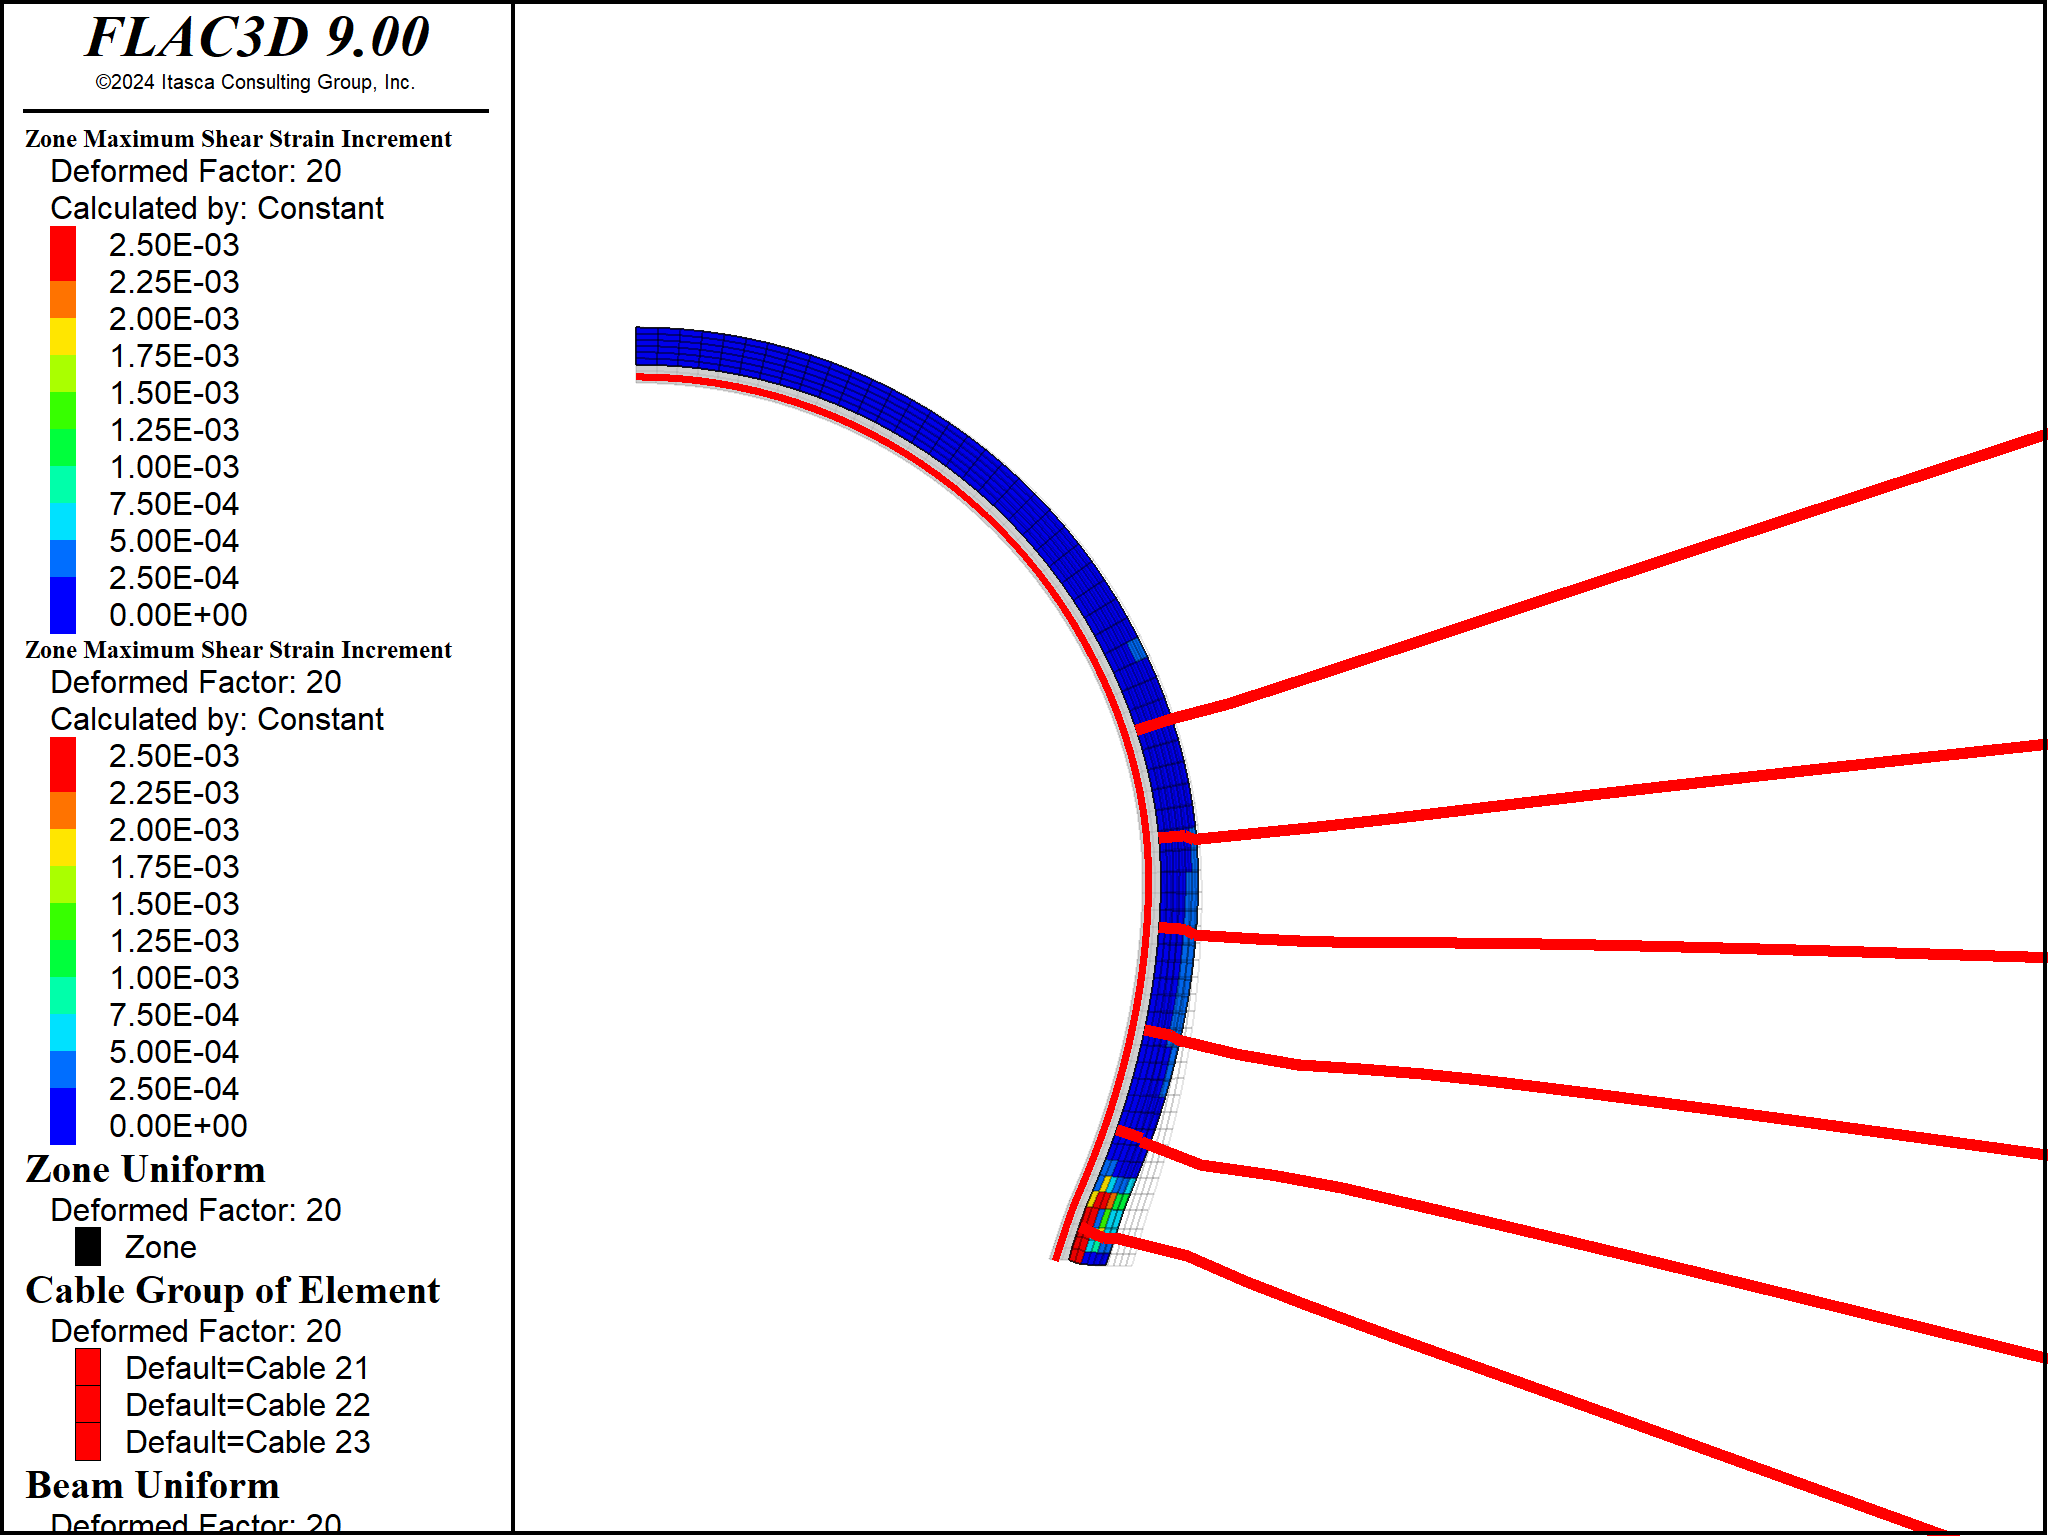 FLAC3D 9.00
©2024 Itasca Consulting Group, Inc.
Zone Maximum Shear Strain Increment
Deformed Factor: 20
Calculated by: Constant
2.50E-03
2.25E-03
2.00E-03
1.75E-03
1.50E-03
1.25E-03
1.00E-03
7.50E-04
5.00E-04
2.50E-04
0.00E+00
Zone Maximum Shear Strain Increment
Deformed Factor: 20
Calculated by: Constant
2.50E-03
2.25E-03
2.00E-03
1.75E-03
1.50E-03
1.25E-03
1.00E-03
7.50E-04
5.00E-04
2.50E-04
0.00E+00
Zone Uniform
Deformed Factor: 20
Zone
Cable Group of Element
Deformed Factor: 20
Default=Cable 21
Default=Cable 22
Default=Cable 23
Beam Uniform
Deformed Factor: 20